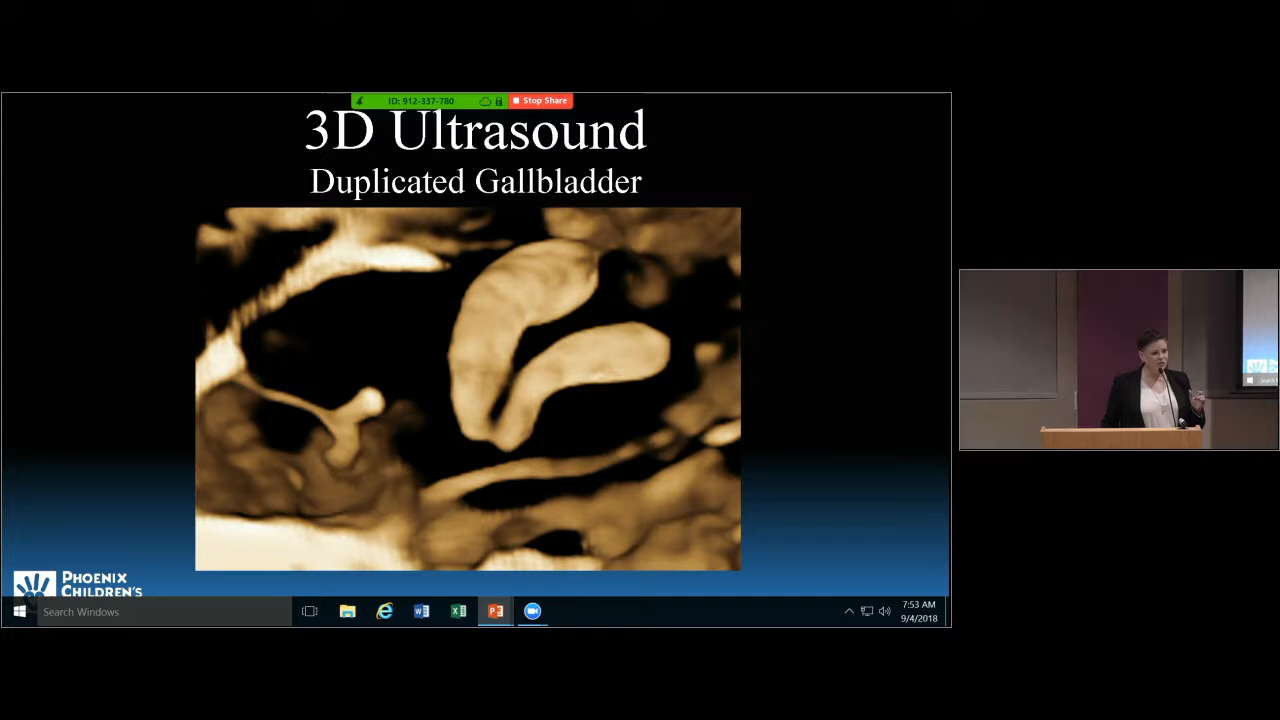 ID: 912-337-780
Stop Share
3D Ultrasound
Duplicated Gallbladder
PHOENIX
CHILDREN'S
Search Windows
7:53 AM
9/4/2018